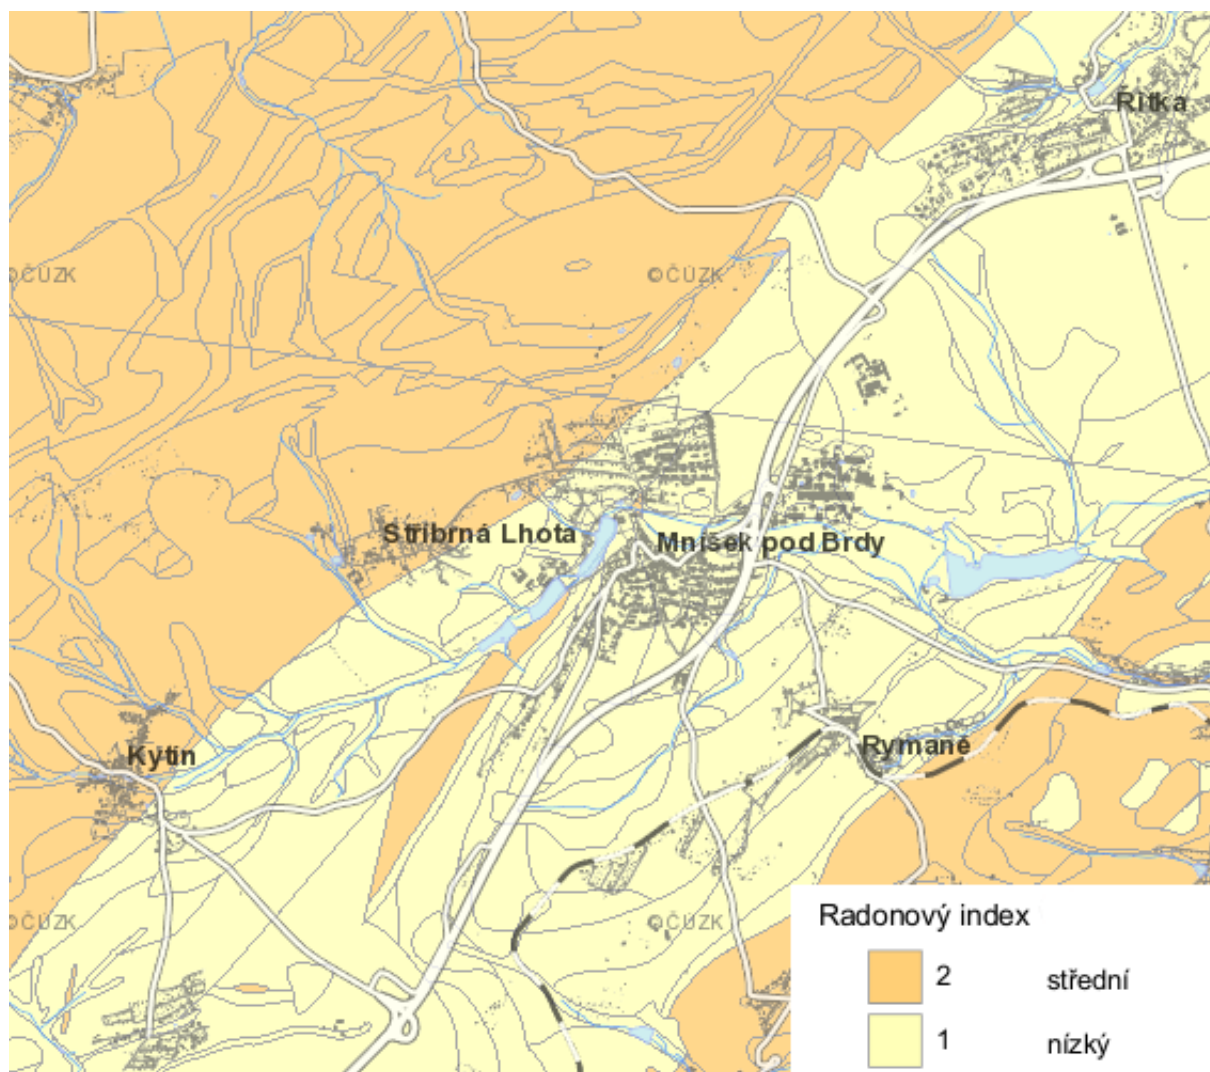 Řitka
©ČÚZK
©ČÚZK
Stříbrná Lhota
Mníšek pod Brdy
Kytín
Rymaně
©ČÚZK
©ČÚZK
Radonový index
2 střední
1 nízký